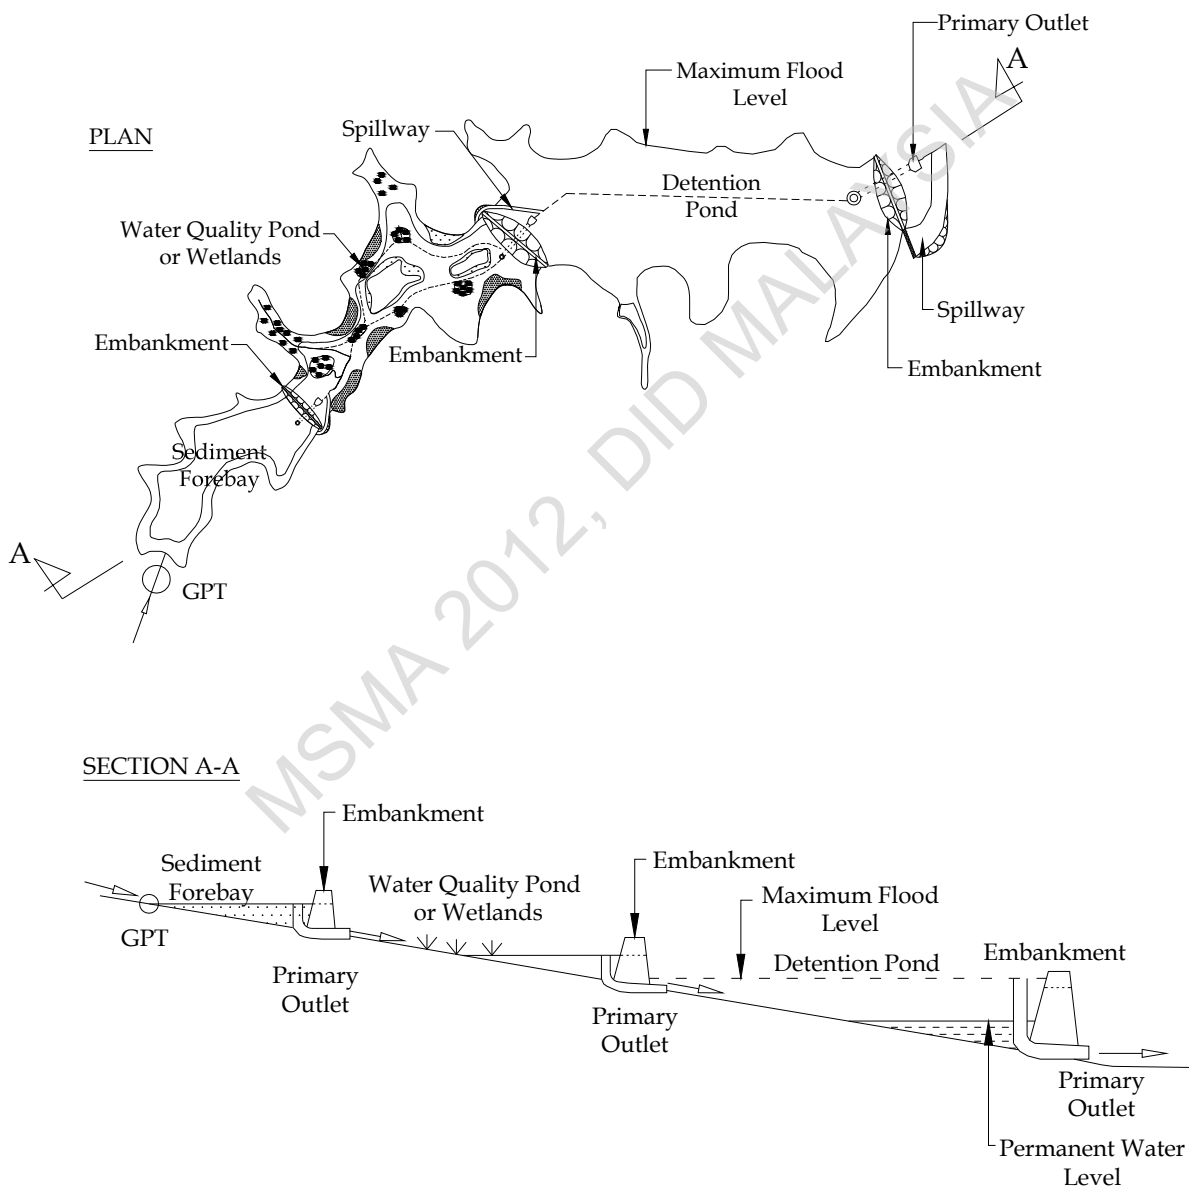 Primary Outlet
A
Maximum Flood
Level
PLAN
Spillway
Detention
Pond
Water Quality Pond
or Wetlands
Spillway
Embankment
Embankment
Embankment
Sediment
Forebay
A
GPT
MSMA 2012, DID MALAYSIA
SECTION A-A
Embankment
Sediment
Forebay
Embankment
Water Quality Pond
or Wetlands
Maximum Flood
Level
GPT
Detention Pond
Embankment
Primary
Outlet
Primary
Outlet
Primary
Outlet
Permanent Water
Level